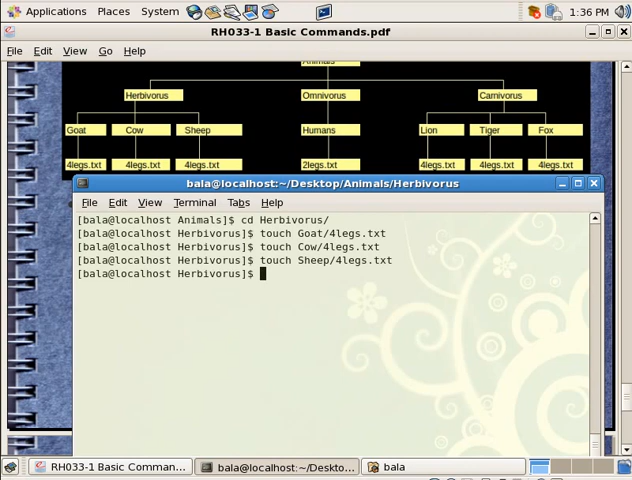 Applications Places System 1:36 PM
RH033-1 Basic Commands.pdf
File Edit View Go Help
Animals
Herbivorus Omnivorus Carnivorus
Goat Cow Sheep Humans Lion Tiger Fox
4legs.txt 4legs.txt 4legs.txt 2legs.txt 4legs.txt 4legs.txt 4legs.txt
bala@localhost:~/Desktop/Animals/Herbivorus
File Edit View Terminal Tabs Help
[bala@localhost Animals]$ cd Herbivorus/
[bala@localhost Herbivorus]$ touch Goat/4legs.txt
[bala@localhost Herbivorus]$ touch Cow/4legs.txt
[bala@localhost Herbivorus]$ touch Sheep/4legs.txt
[bala@localhost Herbivorus]$
RH033-1 Basic Comman... bala@localhost:~/Deskto... bala